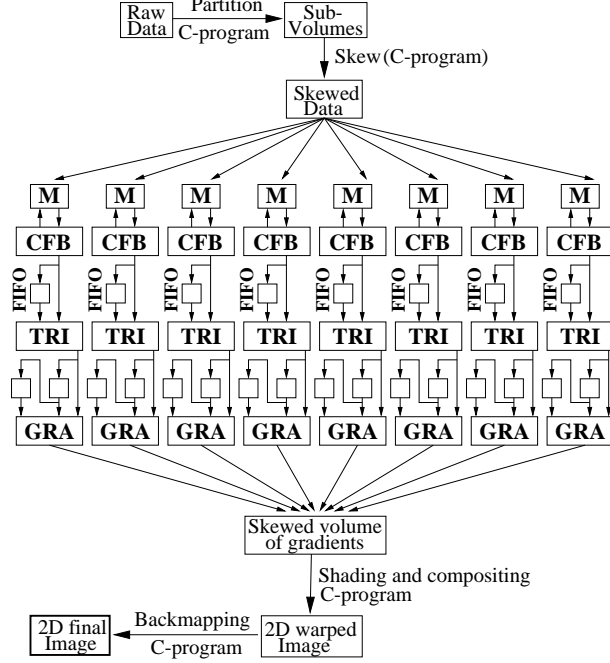 Raw
Data
Partition
C-program
Sub-
Volumes
Skew (C-program)
Skewed
Data
M M M M M M M M
CFB CFB CFB CFB CFB CFB CFB CFB
FIFO FIFO FIFO FIFO FIFO FIFO FIFO FIFO
TRI TRI TRI TRI TRI TRI TRI TRI
GRA GRA GRA GRA GRA GRA GRA GRA
Skewed volume
of gradients
Shading and compositing
C-program
2D final
Image
Backmapping
C-program
2D warped
Image